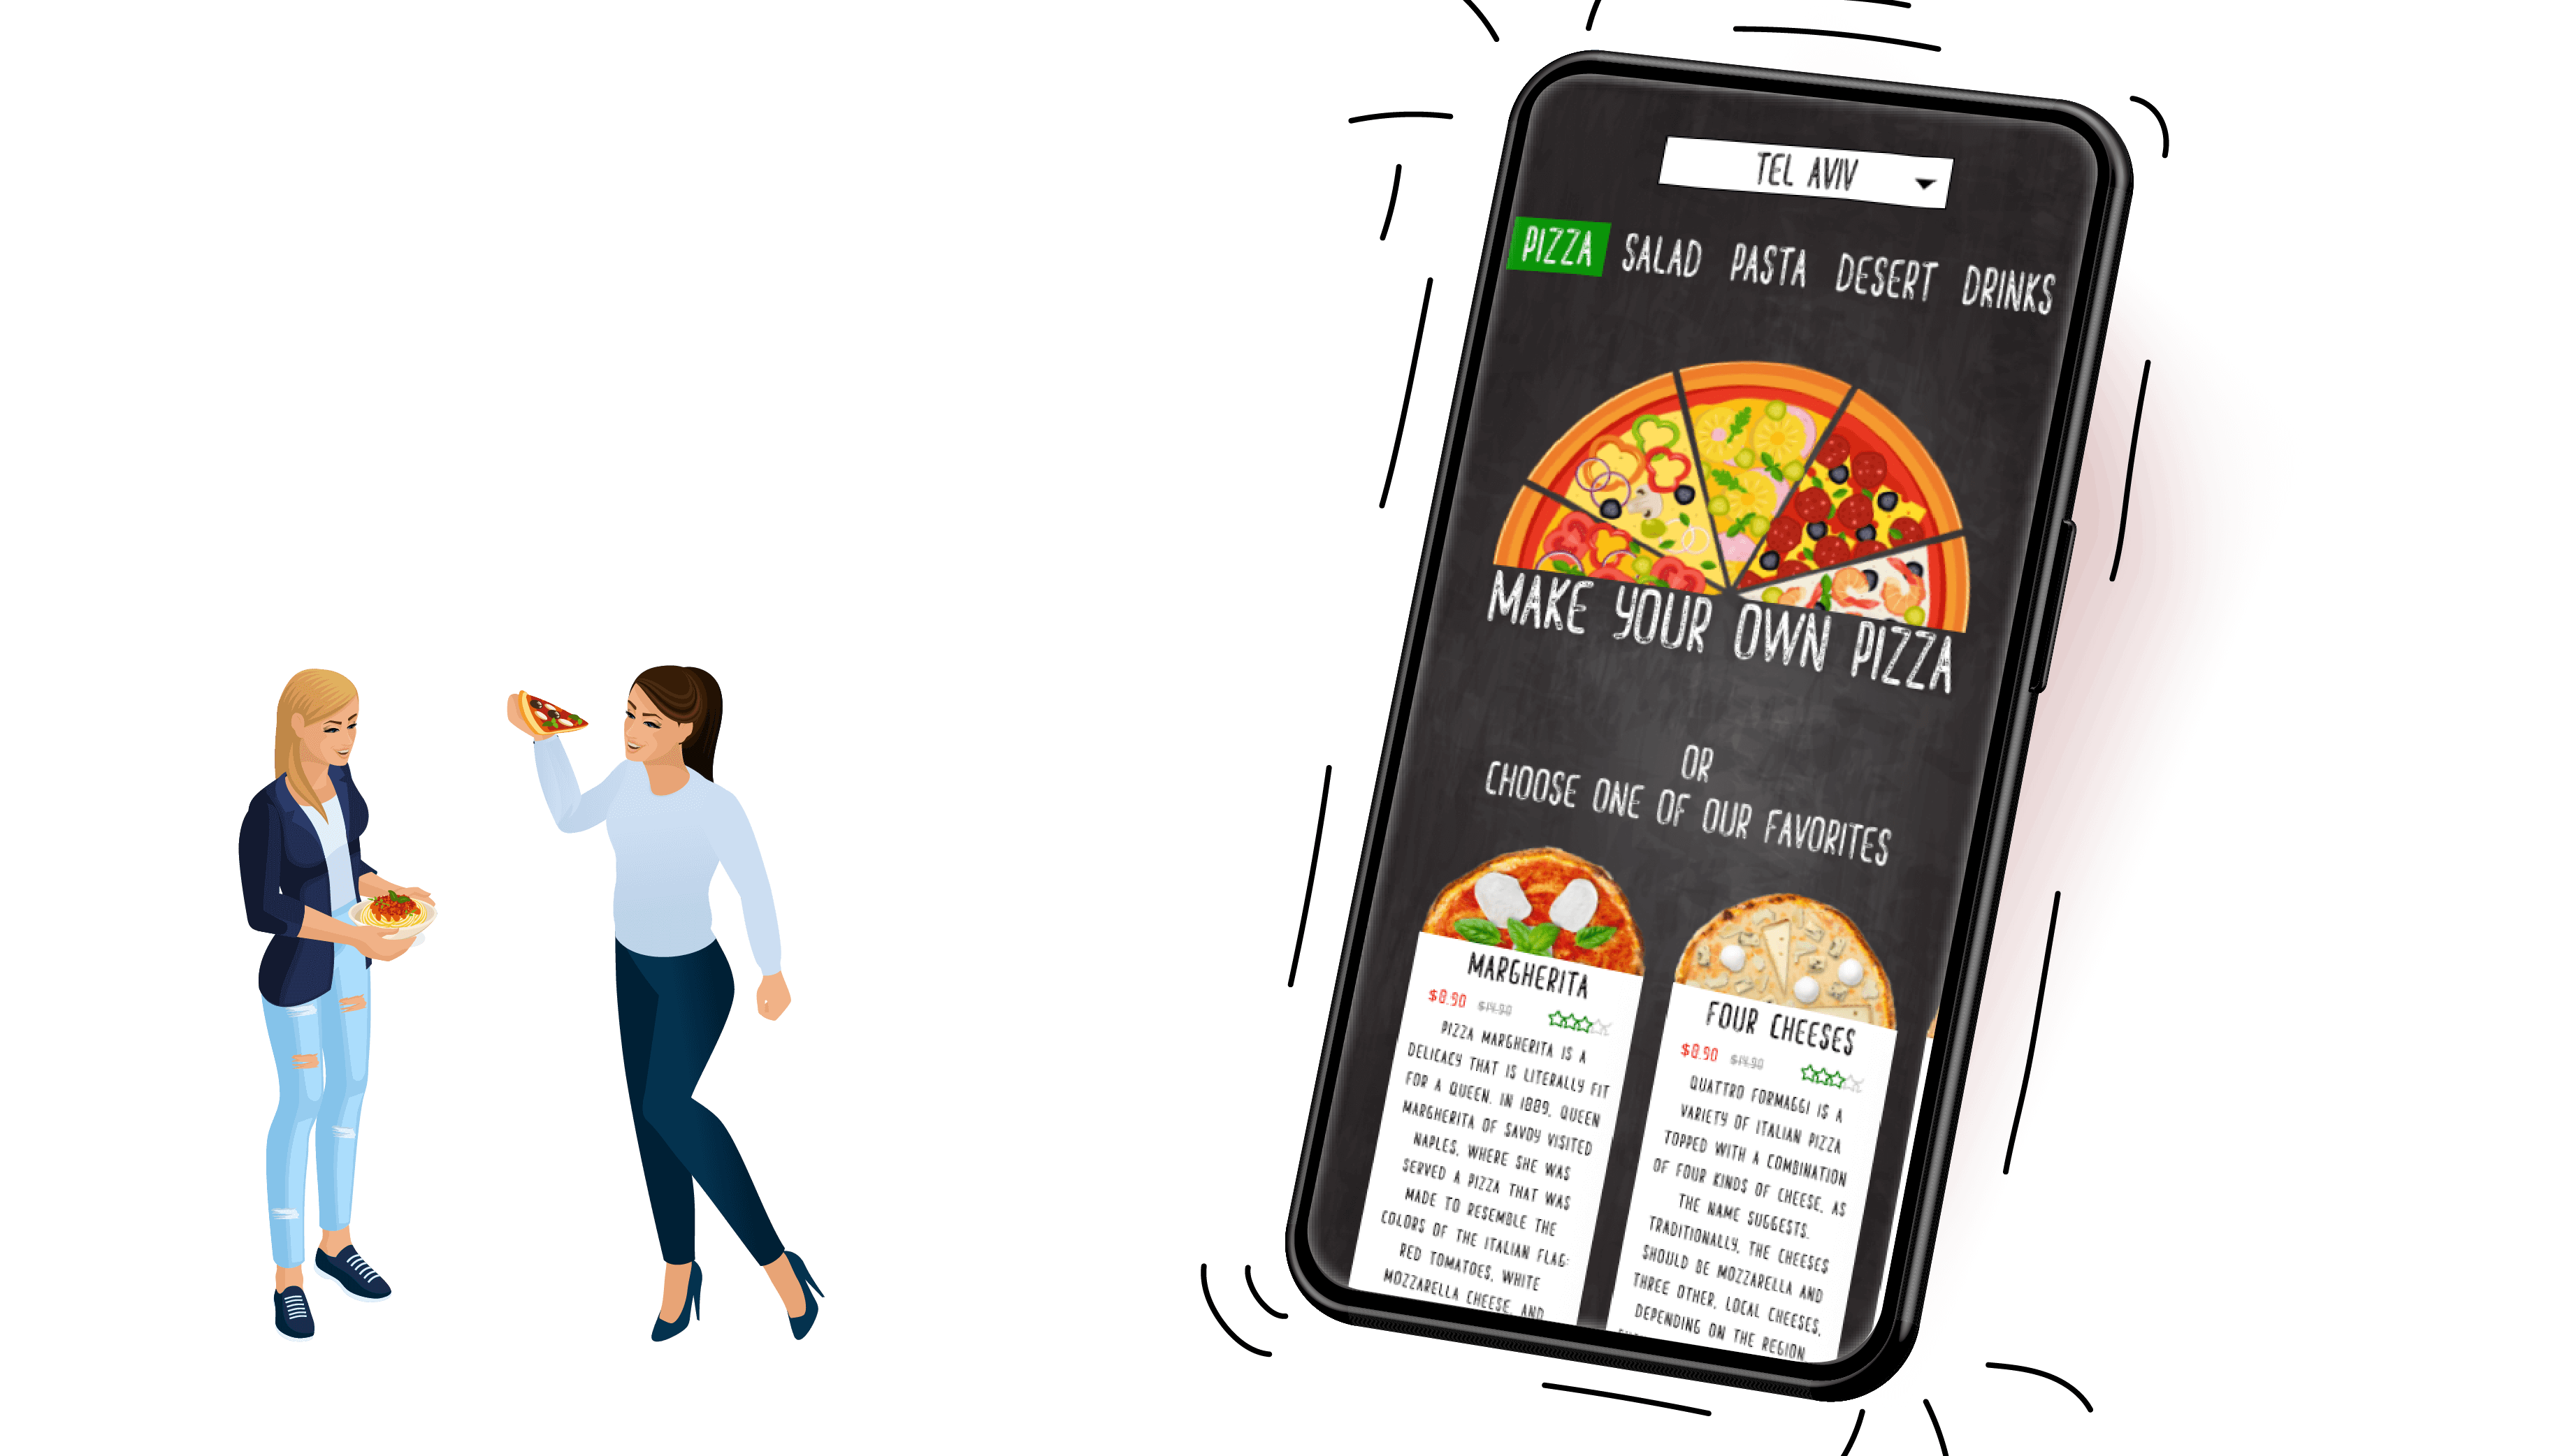 TEL AVIV
PIZZA SALAD PASTA DESERT DRINKS
MAKE YOUR OWN PIZZA
OR
CHOOSE ONE OF OUR FAVORITES
MARGHERITA
$8.90 $14.90
PIZZA MARGHERITA IS A
DELICACY THAT IS LITERALLY FIT
FOR A QUEEN. IN 1889, QUEEN
MARGHERITA OF SAVOY VISITED
NAPLES, WHERE SHE WAS
SERVED A PIZZA THAT WAS
MADE TO RESEMBLE THE
COLORS OF THE ITALIAN FLAG:
RED TOMATOES, WHITE
MOZZARELLA CHEESE, AND
FOUR CHEESES
$8.90 $14.90
QUATTRO FORMAGGI IS A
VARIETY OF ITALIAN PIZZA
TOPPED WITH A COMBINATION
OF FOUR KINDS OF CHEESE, AS
THE NAME SUGGESTS.
TRADITIONALLY, THE CHEESES
SHOULD BE MOZZARELLA AND
THREE OTHER, LOCAL CHEESES,
DEPENDING ON THE REGION